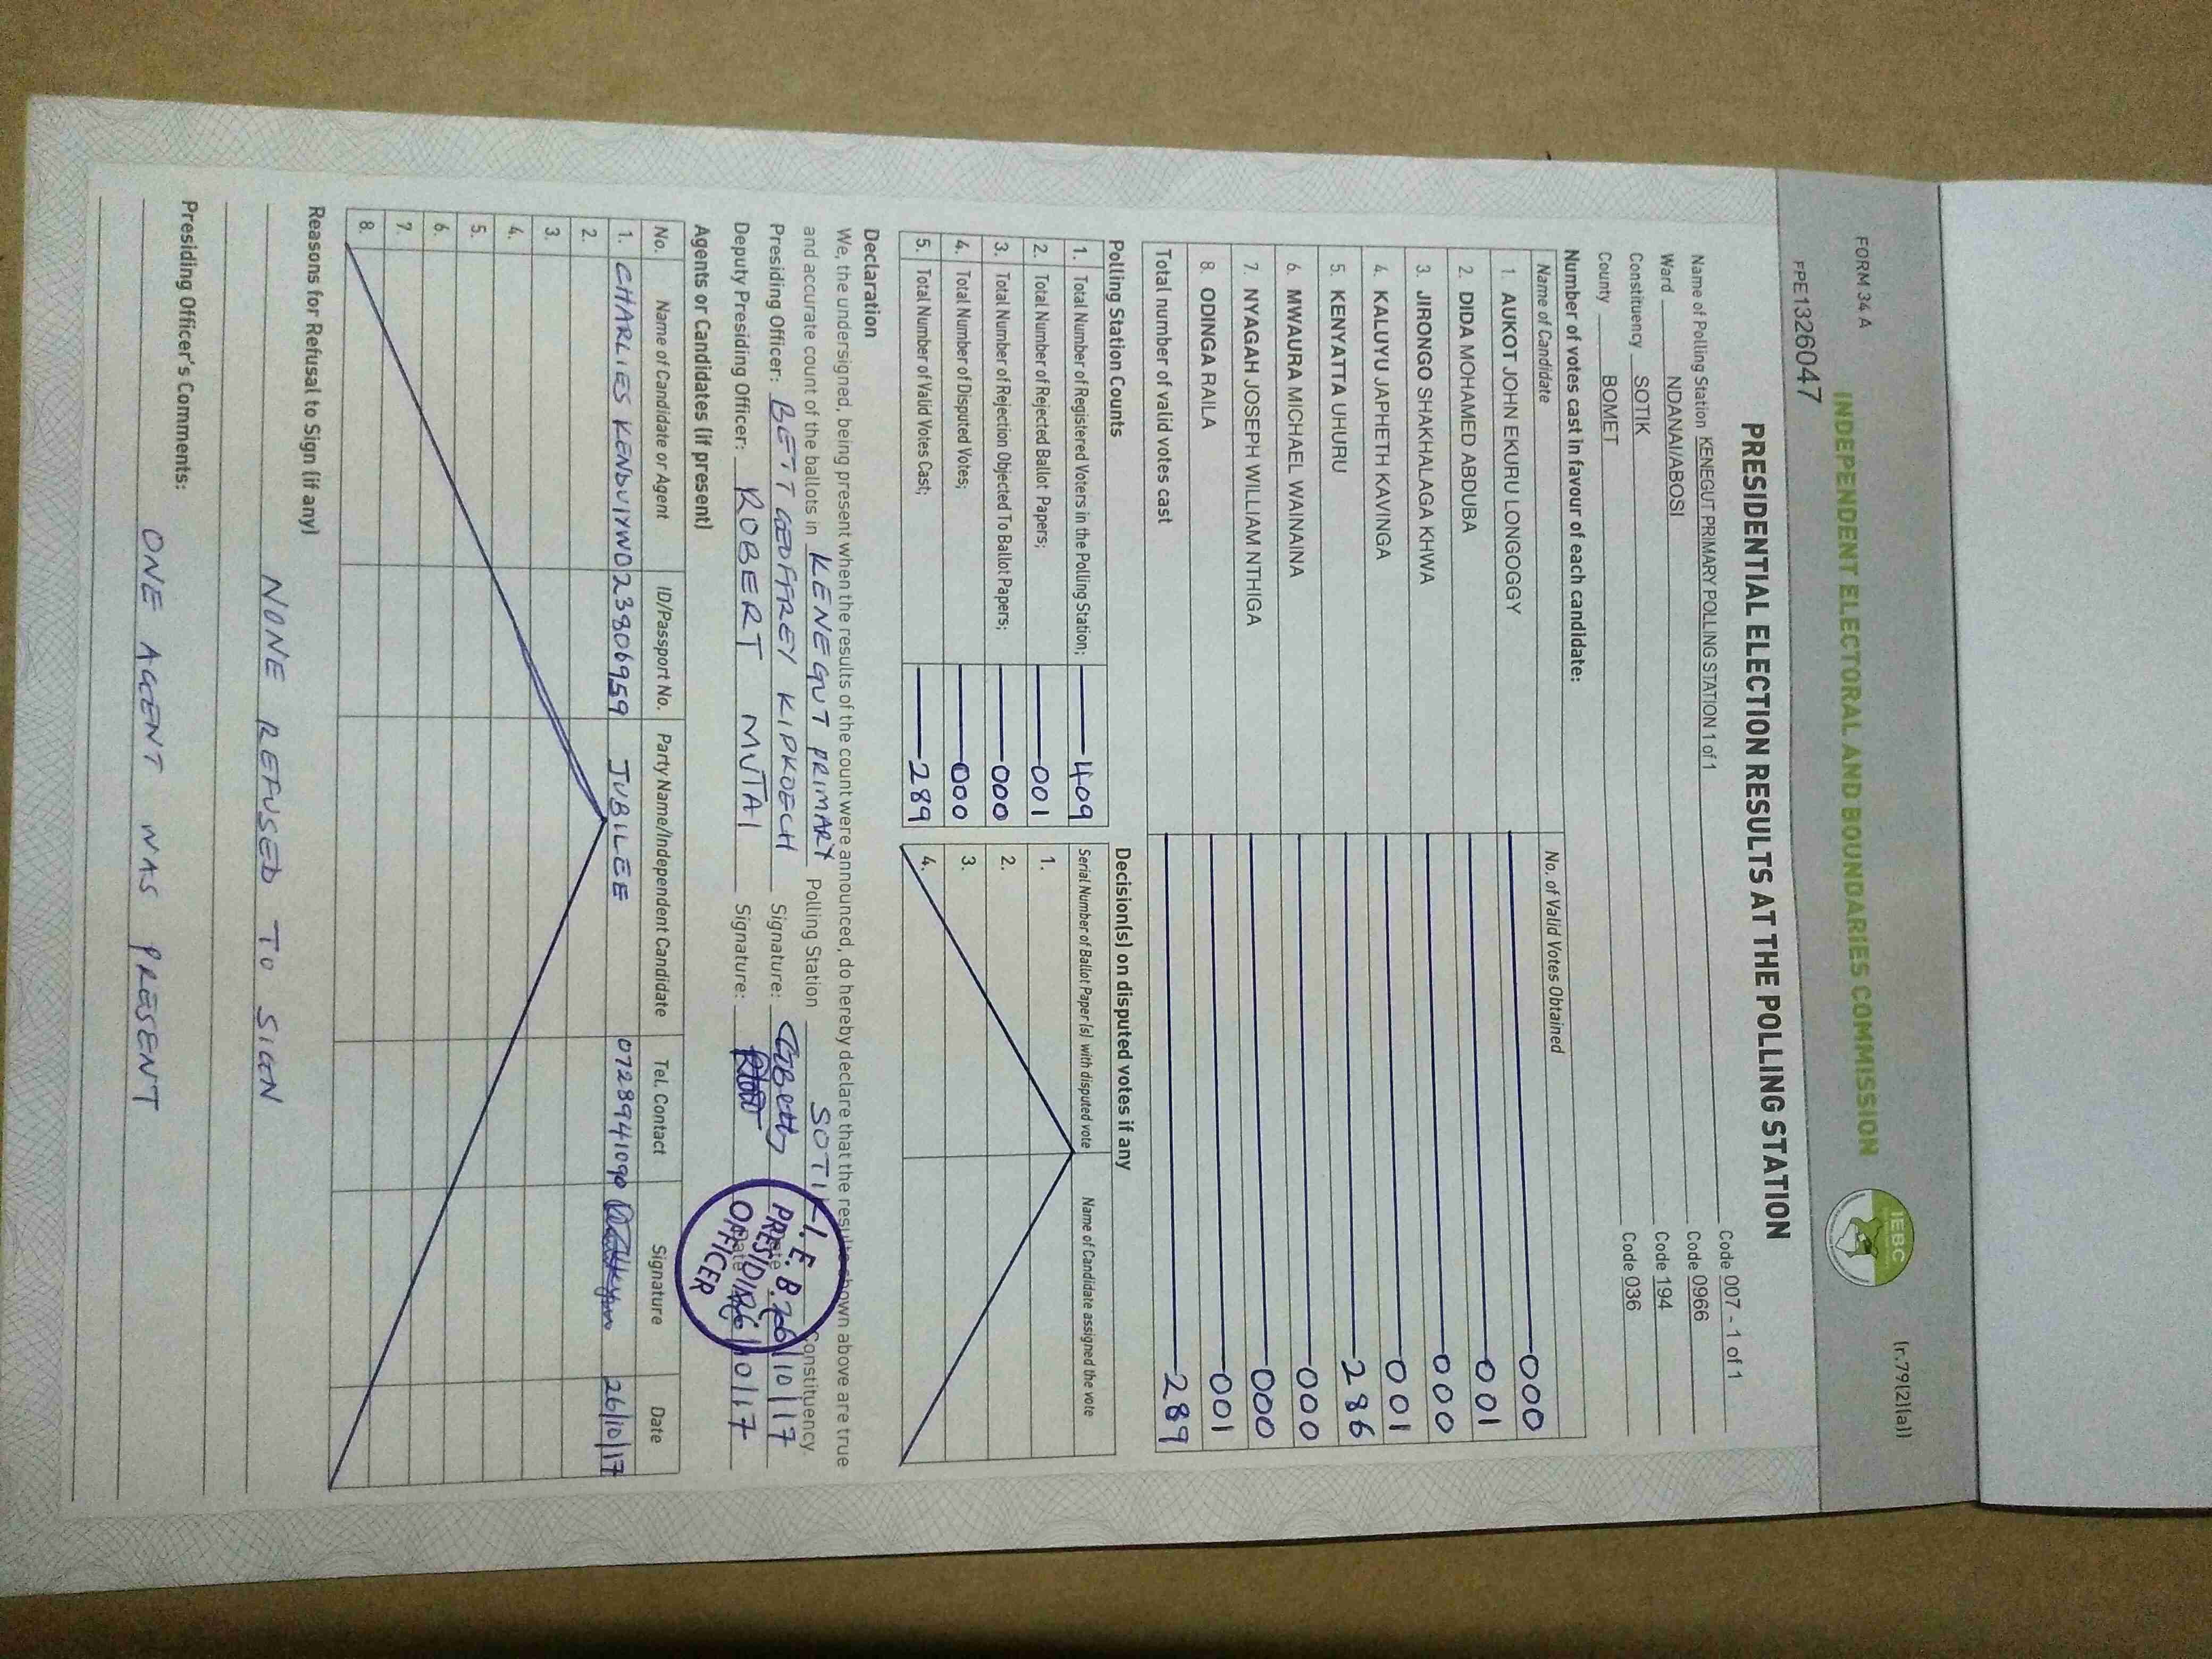 FORM 34 A
(r.79(2)(a))
INDEPENDENT ELECTORAL AND BOUNDARIES COMMISSION
IEBC
FPE1326047
PRESIDENTIAL ELECTION RESULTS AT THE POLLING STATION
Name of Polling Station KENEGUT PRIMARY POLLING STATION 1 of 1 Code 007 - 1 of 1
Ward NDANAI/ABOSI Code 0966
Constituency SOTIK Code 194
County BOMET Code 036
Number of votes cast in favour of each candidate:
Name of Candidate No. of Valid Votes Obtained
1. AUKOT JOHN EKURU LONGOGGY 000
2. DIDA MOHAMED ABDUBA 001
3. JIRONGO SHAKHALAGA KHWA 000
4. KALUYU JAPHETH KAVINGA 001
5. KENYATTA UHURU 286
6. MWAURA MICHAEL WAINAINA 000
7. NYAGAH JOSEPH WILLIAM NTHIGA 000
8. ODINGA RAILA 001
Total number of valid votes cast 289
Polling Station Counts
1. Total Number of Registered Voters in the Polling Station; 409
2. Total Number of Rejected Ballot Papers; 001
3. Total Number of Rejection Objected To Ballot Papers; 000
4. Total Number of Disputed Votes; 000
5. Total Number of Valid Votes Cast; 289
Decision(s) on disputed votes if any
Serial Number of Ballot Paper (s) with disputed vote Name of Candidate assigned the vote
1.
2.
3.
4.
Declaration
We, the undersigned, being present when the results of the count were announced, do hereby declare that the results shown above are true
and accurate count of the ballots in KENEGUT PRIMARY Polling Station SOTIK Constituency.
Presiding Officer: BETT GEOFFREY KIPKOECH Signature: GBett Date 26/10/17
Deputy Presiding Officer: ROBERT MUTAI Signature: Date 26/10/17
I.E.B.C
PRESIDING
OFFICER
Agents or Candidates (if present)
No. Name of Candidate or Agent ID/Passport No. Party Name/Independent Candidate Tel. Contact Signature Date
1. CHARLIES KENDUIYWO 23806959 JUBILEE 0728941090 26/10/17
2.
3.
4.
5.
6.
7.
8.
Reasons for Refusal to Sign (if any)
NONE REFUSED TO SIGN
Presiding Officer's Comments:
ONE AGENT WAS PRESENT